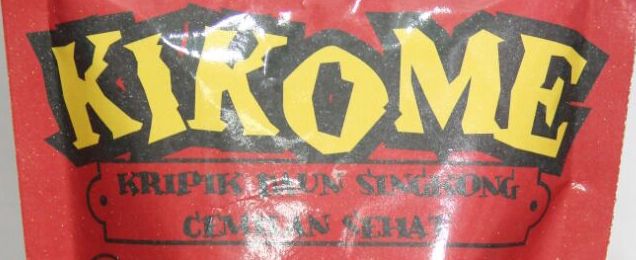 KIKOME
KRIPIK DAUN SINGKONG
CEMILAN SEHAT